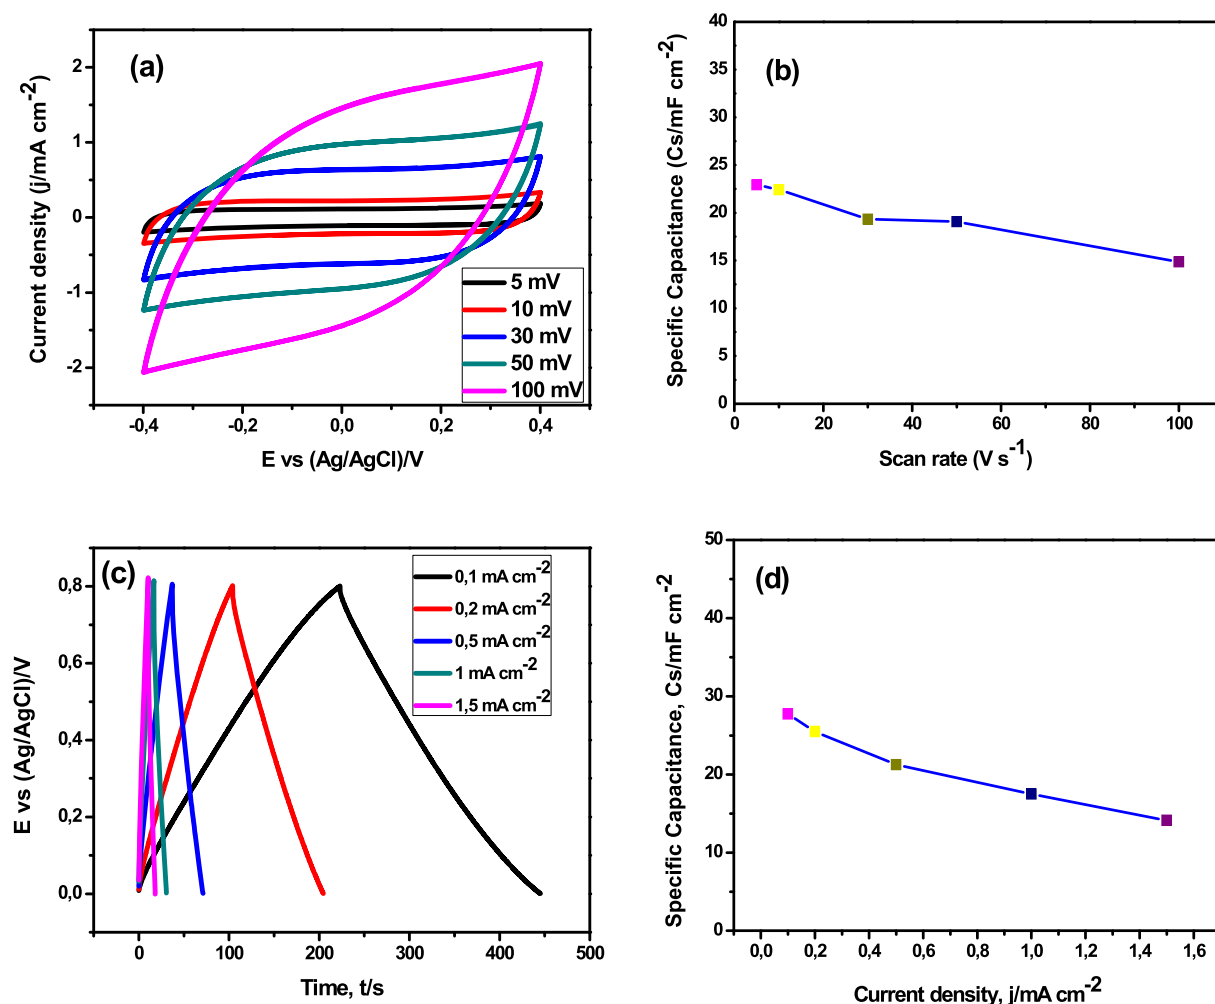 (a)
Current density (j/mA cm-2)
2
1
0
-1
-2
5 mV
10 mV
30 mV
50 mV
100 mV
-0,4
-0,2
0,0
0,2
0,4
E vs (Ag/AgCl)/V
(b)
Specific Capacitance (Cs/mF cm-2)
40
35
30
25
20
15
10
5
0
0
20
40
60
80
100
Scan rate (V s-1)
(c)
E vs (Ag/AgCl)/V
0,8
0,6
0,4
0,2
0,0
0,1 mA cm-2
0,2 mA cm-2
0,5 mA cm-2
1 mA cm-2
1,5 mA cm-2
0
100
200
300
400
500
Time, t/s
(d)
Specific Capacitance, Cs/mF cm-2
50
40
30
20
10
0
0,0
0,2
0,4
0,6
0,8
1,0
1,2
1,4
1,6
Current density, j/mA cm-2